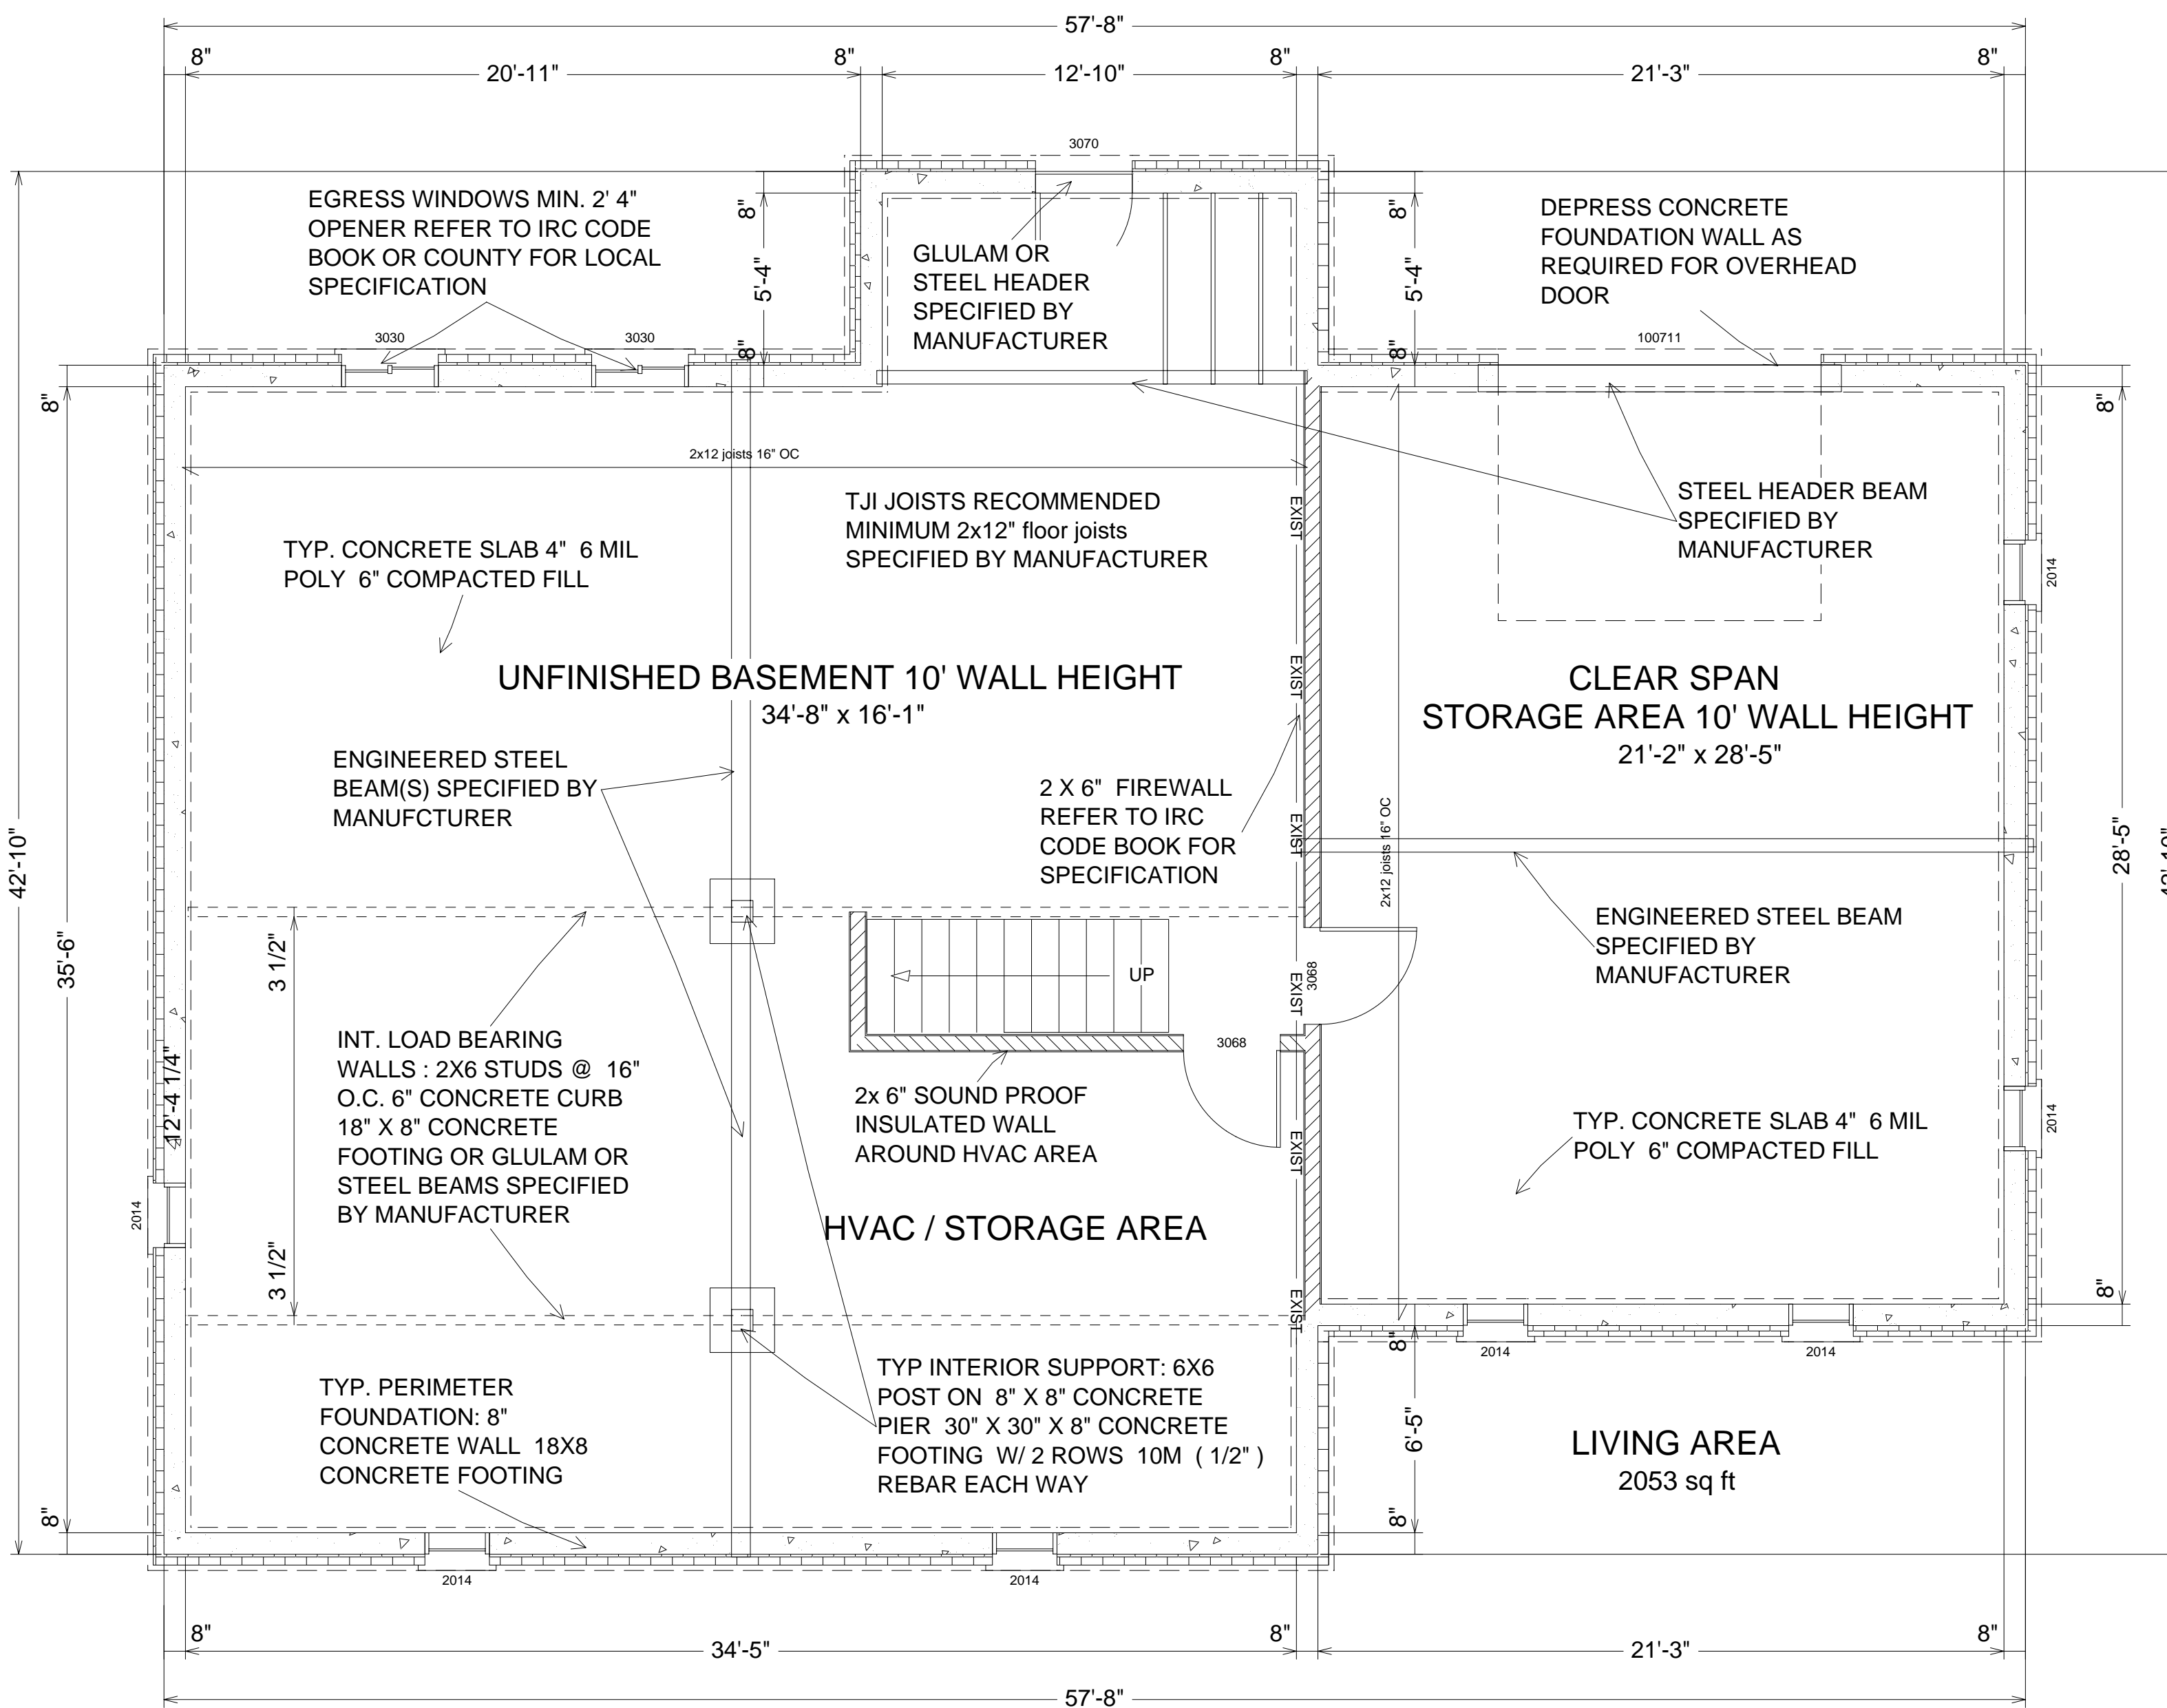 57'-8"
8"
20'-11"
8"
12'-10"
8"
21'-3"
8"
3070
EGRESS WINDOWS MIN. 2' 4"
OPENER REFER TO IRC CODE
BOOK OR COUNTY FOR LOCAL
SPECIFICATION
8"
5'-4"
8"
GLULAM OR
STEEL HEADER
SPECIFIED BY
MANUFACTURER
8"
5'-4"
8"
DEPRESS CONCRETE
FOUNDATION WALL AS
REQUIRED FOR OVERHEAD
DOOR
3030
3030
100711
8"
8"
2x12 joists 16" OC
TJI JOISTS RECOMMENDED
MINIMUM 2x12" floor joists
SPECIFIED BY MANUFACTURER
EXIST
STEEL HEADER BEAM
SPECIFIED BY
MANUFACTURER
TYP. CONCRETE SLAB 4" 6 MIL
POLY 6" COMPACTED FILL
2014
UNFINISHED BASEMENT 10' WALL HEIGHT
34'-8" x 16'-1"
EXIST
CLEAR SPAN
STORAGE AREA 10' WALL HEIGHT
21'-2" x 28'-5"
ENGINEERED STEEL
BEAM(S) SPECIFIED BY
MANUFCTURER
2 X 6" FIREWALL
REFER TO IRC
CODE BOOK FOR
SPECIFICATION
EXIST
2x12 joists 16" OC
42'-10"
35'-6"
28'-5"
3 1/2"
ENGINEERED STEEL BEAM
SPECIFIED BY
MANUFACTURER
UP
EXIST
3068
3068
INT. LOAD BEARING
WALLS : 2X6 STUDS @ 16"
O.C. 6" CONCRETE CURB
18" X 8" CONCRETE
FOOTING OR GLULAM OR
STEEL BEAMS SPECIFIED
BY MANUFACTURER
12'-4 1/4"
2x 6" SOUND PROOF
INSULATED WALL
AROUND HVAC AREA
EXIST
TYP. CONCRETE SLAB 4" 6 MIL
POLY 6" COMPACTED FILL
2014
2014
HVAC / STORAGE AREA
3 1/2"
EXIST
8"
8"
2014
2014
TYP. PERIMETER
FOUNDATION: 8"
CONCRETE WALL 18X8
CONCRETE FOOTING
TYP INTERIOR SUPPORT: 6X6
POST ON 8" X 8" CONCRETE
PIER 30" X 30" X 8" CONCRETE
FOOTING W/ 2 ROWS 10M ( 1/2" )
REBAR EACH WAY
6'-5"
LIVING AREA
2053 sq ft
8"
8"
2014
2014
8"
34'-5"
8"
21'-3"
8"
57'-8"